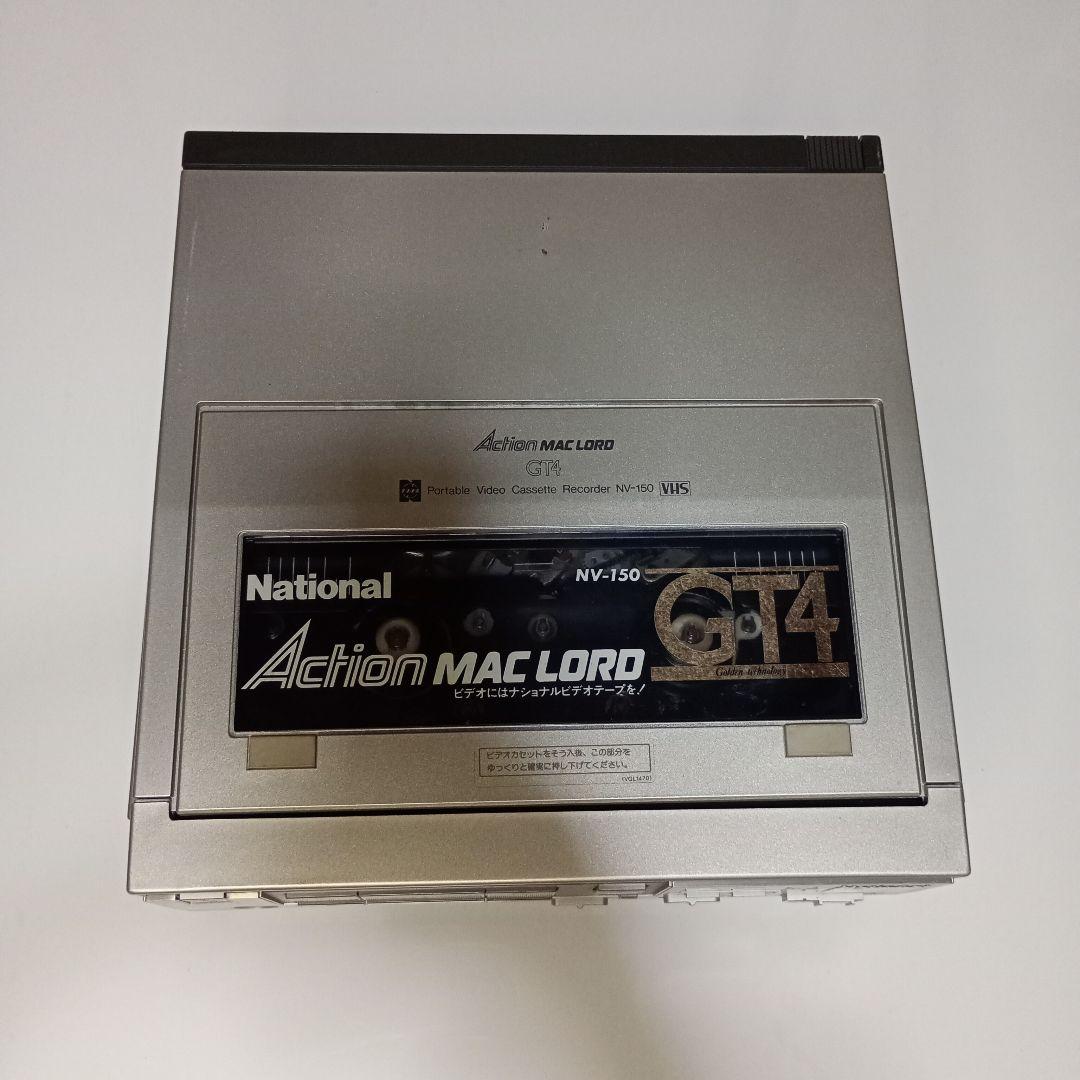 Action MAC LORD
GT4
N Portable Video Cassette Recorder NV-150 VHS
National
NV-150
GT4
Golden technology
Action MAC LORD
ビデオにはナショナルビデオテープを!
ビデオカセットをそう入後、この部分を
ゆっくりと確実に押し下げてください。
(VQL1470)